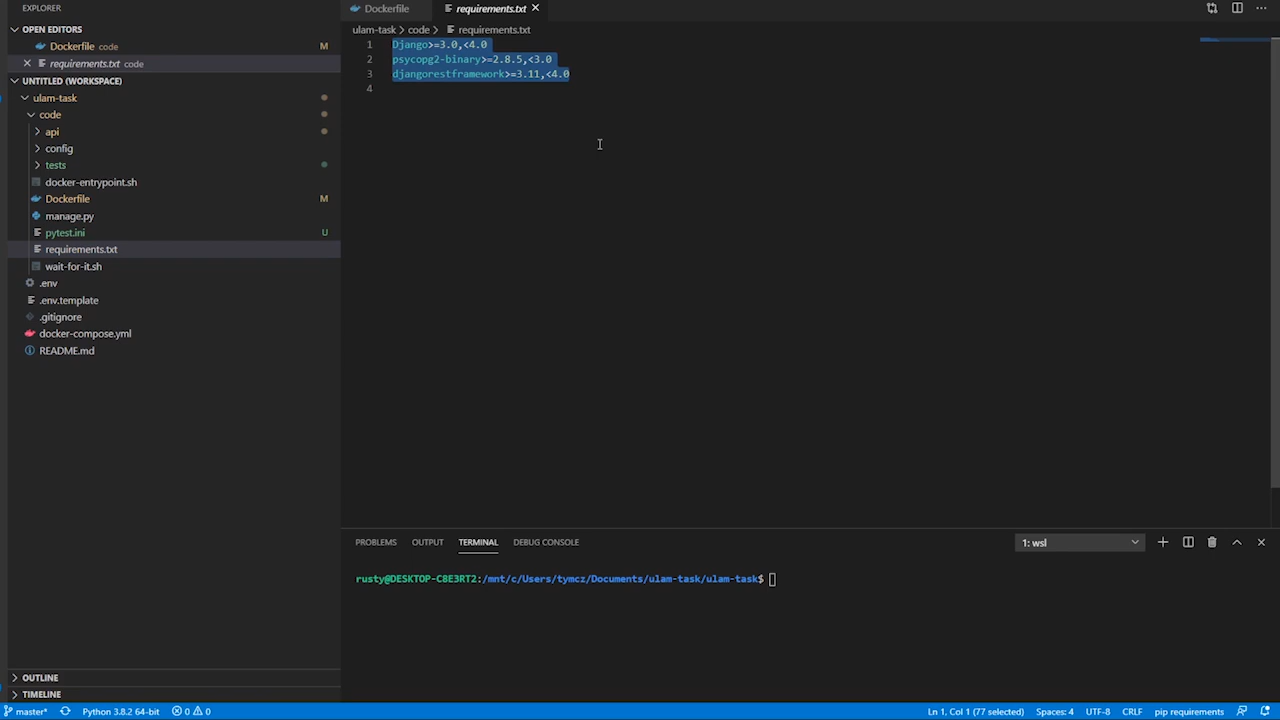 EXPLORER
OPEN EDITORS
Dockerfile code M
requirements.txt code
UNTITLED (WORKSPACE)
ulam-task
code
api
config
tests
docker-entrypoint.sh
Dockerfile M
manage.py
pytest.ini U
requirements.txt
wait-for-it.sh
.env
.env.template
.gitignore
docker-compose.yml
README.md
OUTLINE
TIMELINE
Dockerfile requirements.txt
ulam-task > code > requirements.txt
1 Django>=3.0,<4.0
2 psycopg2-binary>=2.8.5,<3.0
3 djangorestframework>=3.11,<4.0
4
PROBLEMS OUTPUT TERMINAL DEBUG CONSOLE 1: wsl
rusty@DESKTOP-C8E3RT2:/mnt/c/Users/tymcz/Documents/ulam-task/ulam-task$
master* Python 3.8.2 64-bit 0 0 Ln 1, Col 1 (77 selected) Spaces: 4 UTF-8 CRLF pip requirements